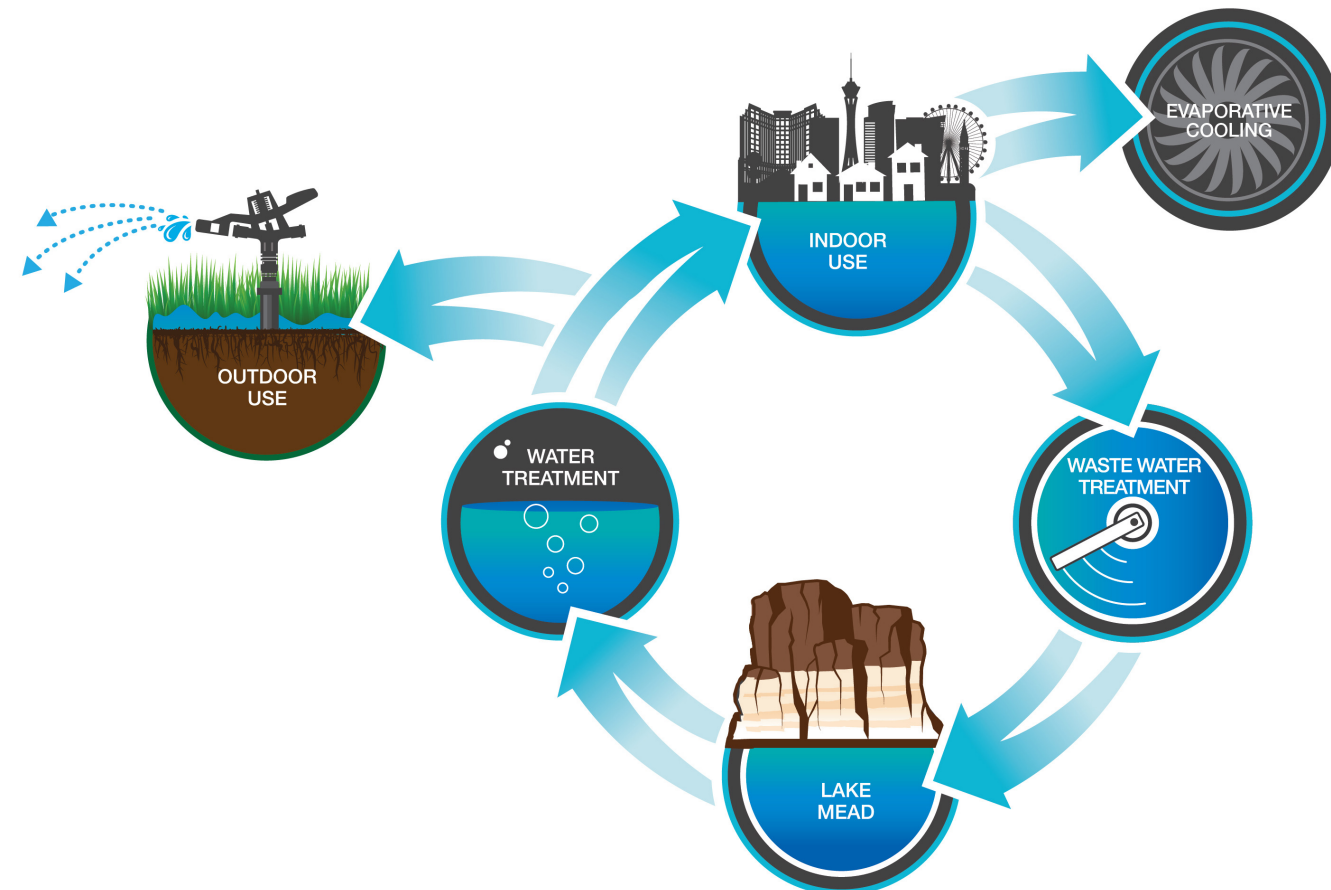 EVAPORATIVE
COOLING
INDOOR
USE
OUTDOOR
USE
WATER
TREATMENT
WASTE WATER
TREATMENT
LAKE
MEAD